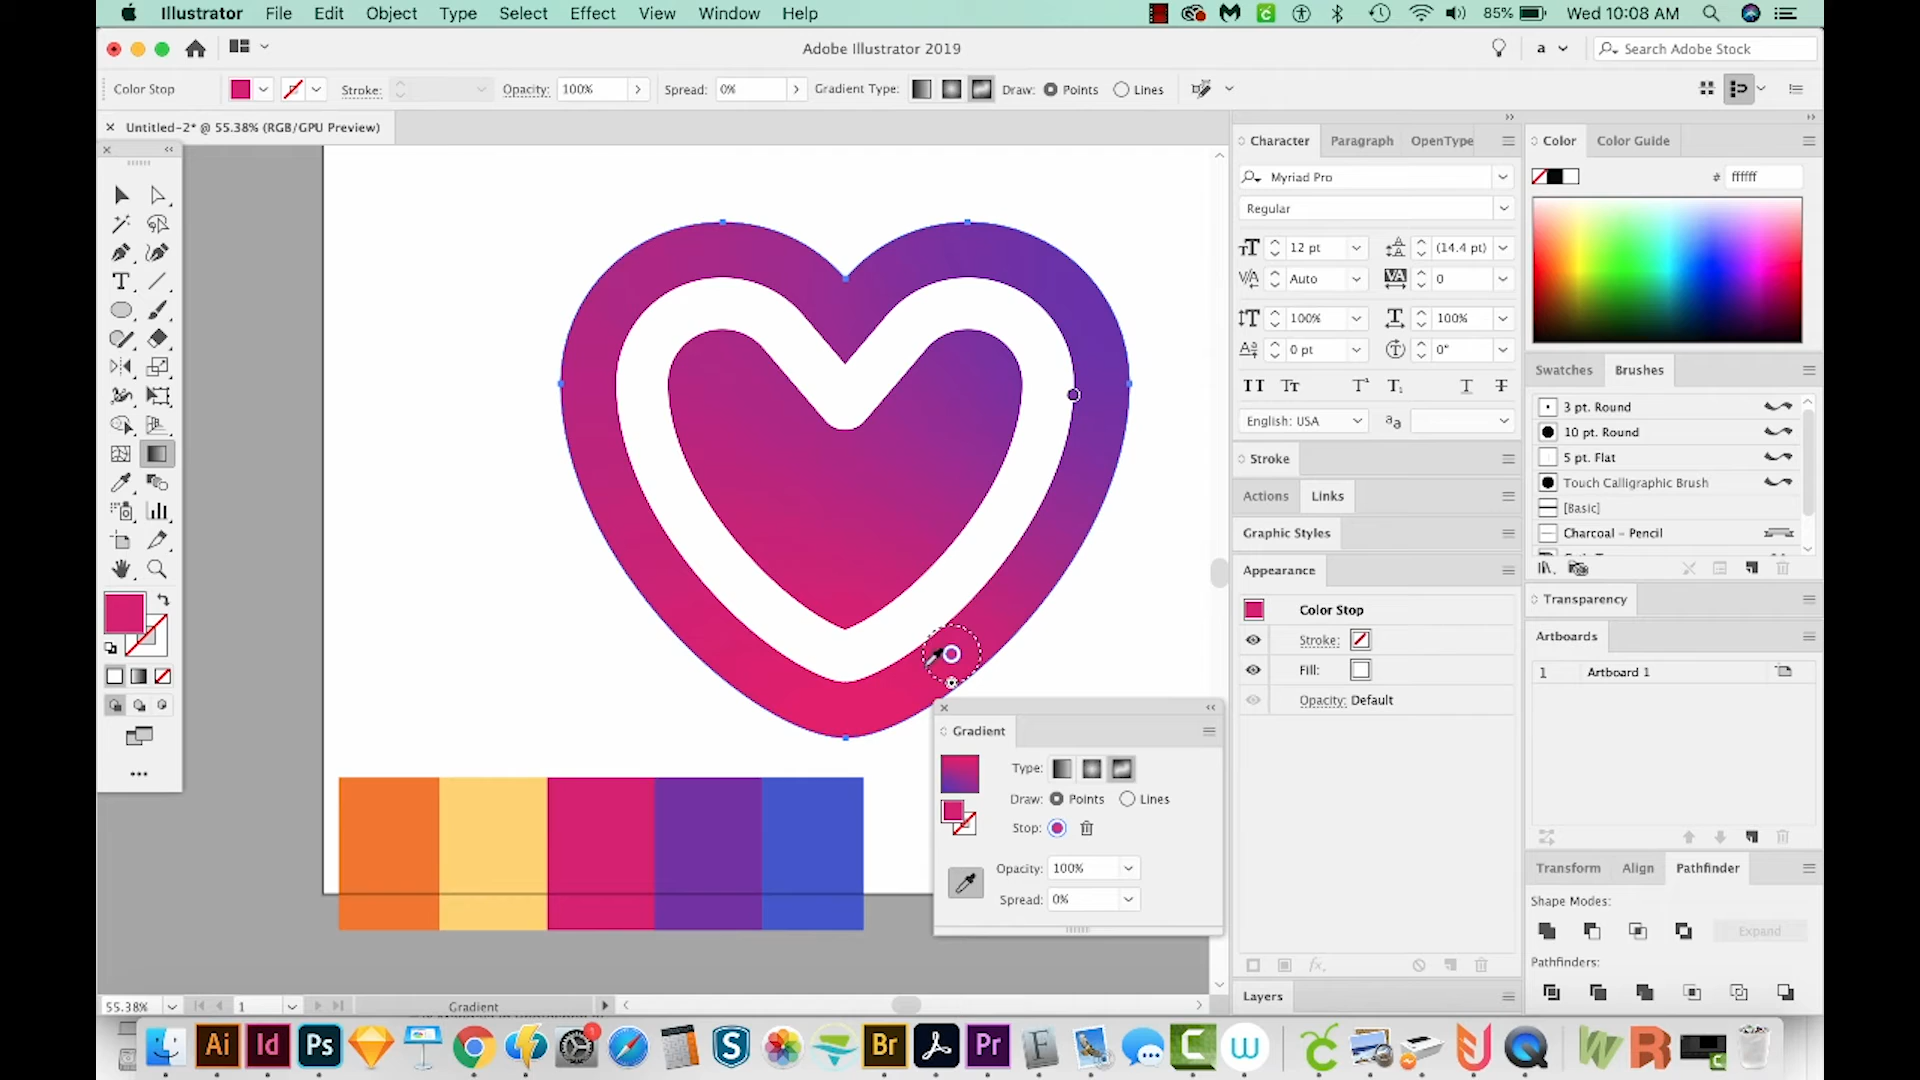 Illustrator File Edit Object Type Select Effect View Window Help 85% Wed 10:08 AM
Adobe Illustrator 2019 a Search Adobe Stock
Color Stop Stroke: Opacity: 100% Spread: 0% Gradient Type: Draw: Points Lines
Untitled-2* @ 55.38% (RGB/GPU Preview)
Character Paragraph OpenType
Myriad Pro
Regular
12 pt (14.4 pt)
Auto 0
100% 100%
0 pt 0°
English: USA
Stroke
Actions Links
Graphic Styles
Appearance
Color Stop
Stroke:
Fill:
Opacity: Default
Layers
Color Color Guide
# ffffff
Swatches Brushes
3 pt. Round
10 pt. Round
5 pt. Flat
Touch Calligraphic Brush
[Basic]
Charcoal - Pencil
Transparency
Artboards
1 Artboard 1
Transform Align Pathfinder
Shape Modes:
Expand
Pathfinders:
Gradient
Type:
Draw: Points Lines
Stop:
Opacity: 100%
Spread: 0%
55.38% 1 Gradient
Ai Id Ps S Br Pr